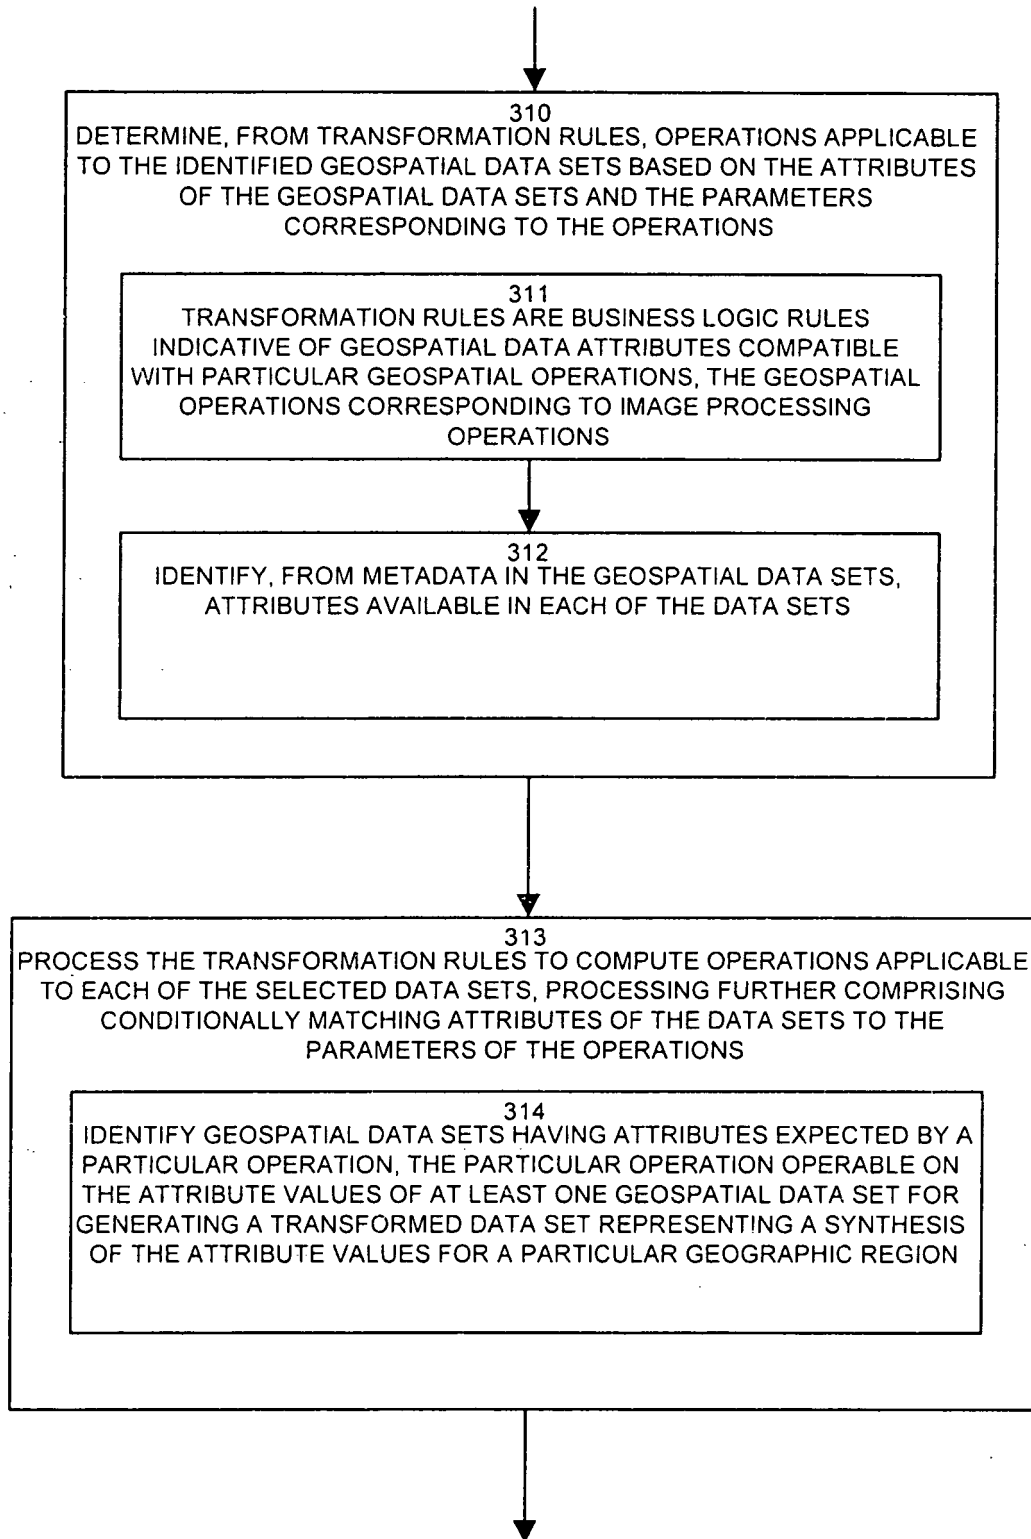 310
DETERMINE, FROM TRANSFORMATION RULES, OPERATIONS APPLICABLE
TO THE IDENTIFIED GEOSPATIAL DATA SETS BASED ON THE ATTRIBUTES
OF THE GEOSPATIAL DATA SETS AND THE PARAMETERS
CORRESPONDING TO THE OPERATIONS
311
TRANSFORMATION RULES ARE BUSINESS LOGIC RULES
INDICATIVE OF GEOSPATIAL DATA ATTRIBUTES COMPATIBLE
WITH PARTICULAR GEOSPATIAL OPERATIONS, THE GEOSPATIAL
OPERATIONS CORRESPONDING TO IMAGE PROCESSING
OPERATIONS
312
IDENTIFY, FROM METADATA IN THE GEOSPATIAL DATA SETS,
ATTRIBUTES AVAILABLE IN EACH OF THE DATA SETS
313
PROCESS THE TRANSFORMATION RULES TO COMPUTE OPERATIONS APPLICABLE
TO EACH OF THE SELECTED DATA SETS, PROCESSING FURTHER COMPRISING
CONDITIONALLY MATCHING ATTRIBUTES OF THE DATA SETS TO THE
PARAMETERS OF THE OPERATIONS
314
IDENTIFY GEOSPATIAL DATA SETS HAVING ATTRIBUTES EXPECTED BY A
PARTICULAR OPERATION, THE PARTICULAR OPERATION OPERABLE ON
THE ATTRIBUTE VALUES OF AT LEAST ONE GEOSPATIAL DATA SET FOR
GENERATING A TRANSFORMED DATA SET REPRESENTING A SYNTHESIS
OF THE ATTRIBUTE VALUES FOR A PARTICULAR GEOGRAPHIC REGION